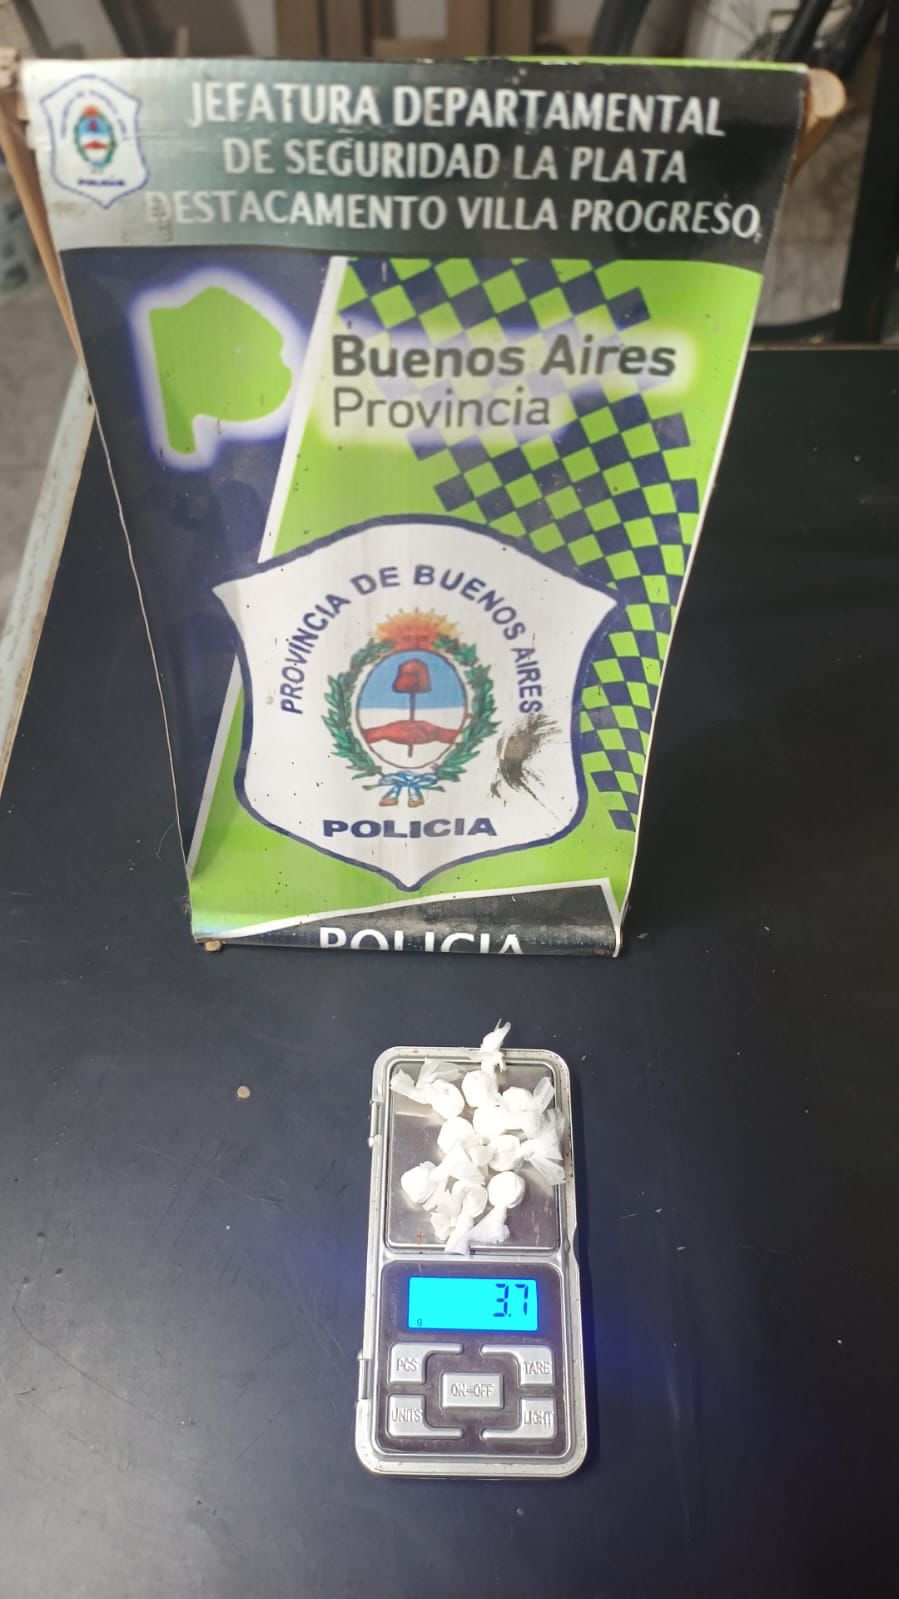 JEFATURA DEPARTAMENTAL
DE SEGURIDAD LA PLATA
DESTACAMENTO VILLA PROGRESO
POLICIA
Buenos Aires
Provincia
PROVINCIA DE BUENOS AIRES
POLICIA
POLICIA
3.7
g
PCS
TARE
ON-OFF
UNITS
LIGHT